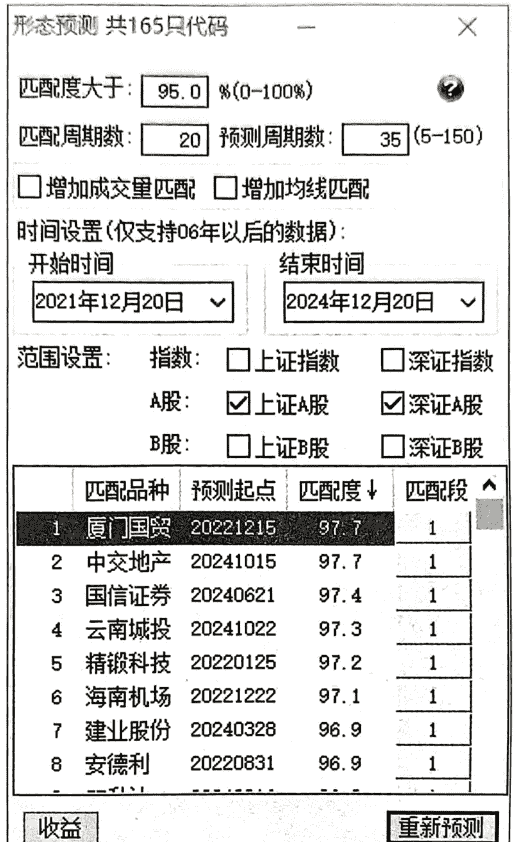 形态预测 共165只代码
匹配度大于: 95.0 %(0-100%)
匹配周期数: 20 预测周期数: 35 (5-150)
增加成交量匹配 增加均线匹配
时间设置(仅支持06年以后的数据):
开始时间 结束时间
2021年12月20日 2024年12月20日
范围设置: 指数: 上证指数 深证指数
A股: 上证A股 深证A股
B股: 上证B股 深证B股
匹配品种 预测起点 匹配度↓ 匹配段
1 厦门国贸 20221215 97.7 1
2 中交地产 20241015 97.7 1
3 国信证券 20240621 97.4 1
4 云南城投 20241022 97.3 1
5 精锻科技 20220125 97.2 1
6 海南机场 20221222 97.1 1
7 建业股份 20240328 96.9 1
8 安德利 20220831 96.9 1
收益 重新预测